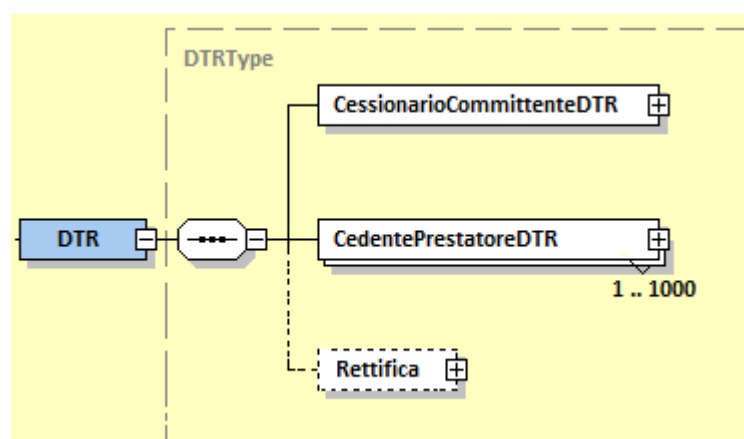 DTRType
CessionarioCommittenteDTR
DTR
CedentePrestatoreDTR
1 .. 1000
Rettifica